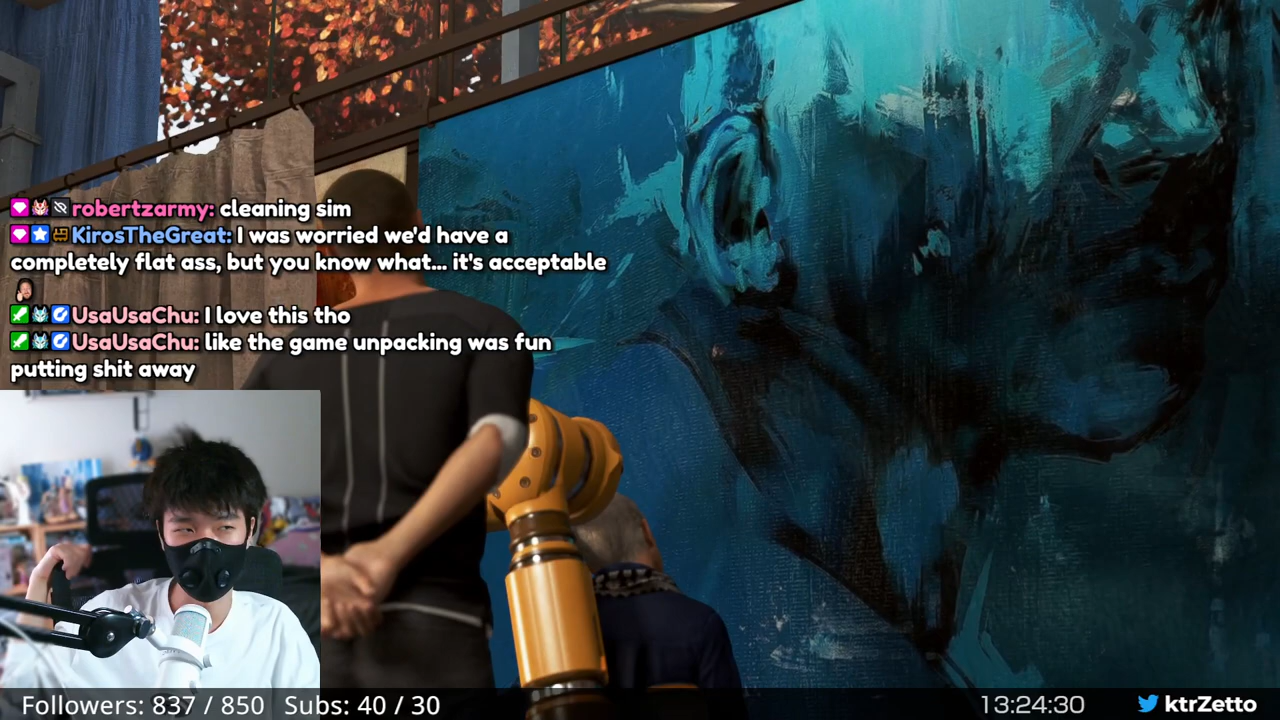 robertzarmy: cleaning sim
KirosTheGreat: I was worried we'd have a
completely flat ass, but you know what... it's acceptable
UsaUsaChu: I love this tho
UsaUsaChu: like the game unpacking was fun
putting shit away
Followers: 837 / 850 Subs: 40 / 30
13:24:30
ktrZetto